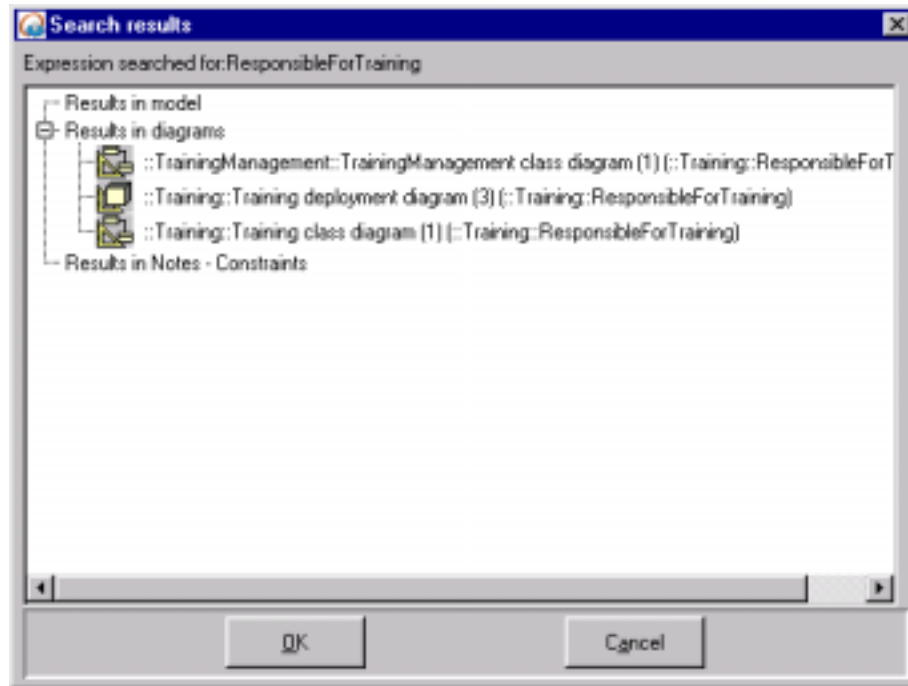 Search results
Expression searched for:ResponsibleForTraining
Results in model
Results in diagrams
::TrainingManagement::TrainingManagement class diagram (1) (::Training::ResponsibleForT
::Training::Training deployment diagram (3) (::Training::ResponsibleForTraining)
::Training::Training class diagram (1) (::Training::ResponsibleForTraining)
Results in Notes - Constraints
OK
Cancel